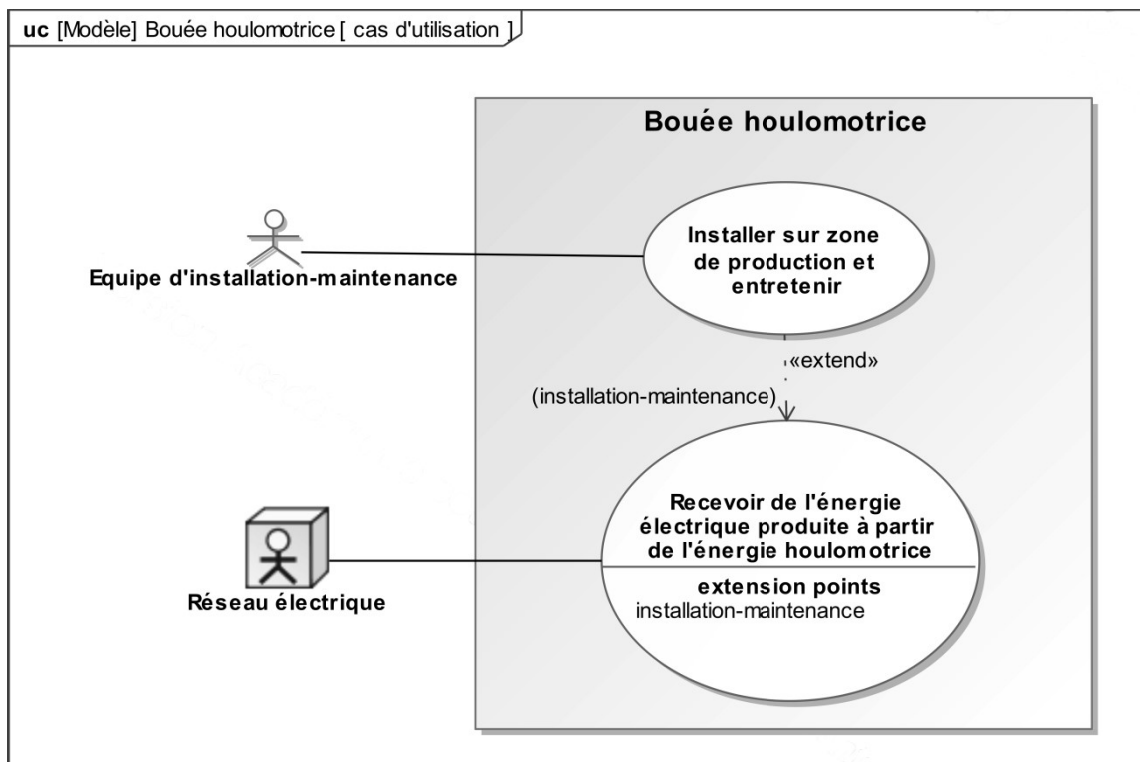 uc [Modèle] Bouée houlomotrice [ cas d'utilisation ]
Bouée houlomotrice
Installer sur zone
de production et
entretenir
Equipe d'installation-maintenance
«extend»
(installation-maintenance)
Recevoir de l'énergie
électrique produite à partir
de l'énergie houlomotrice
extension points
installation-maintenance
Réseau électrique